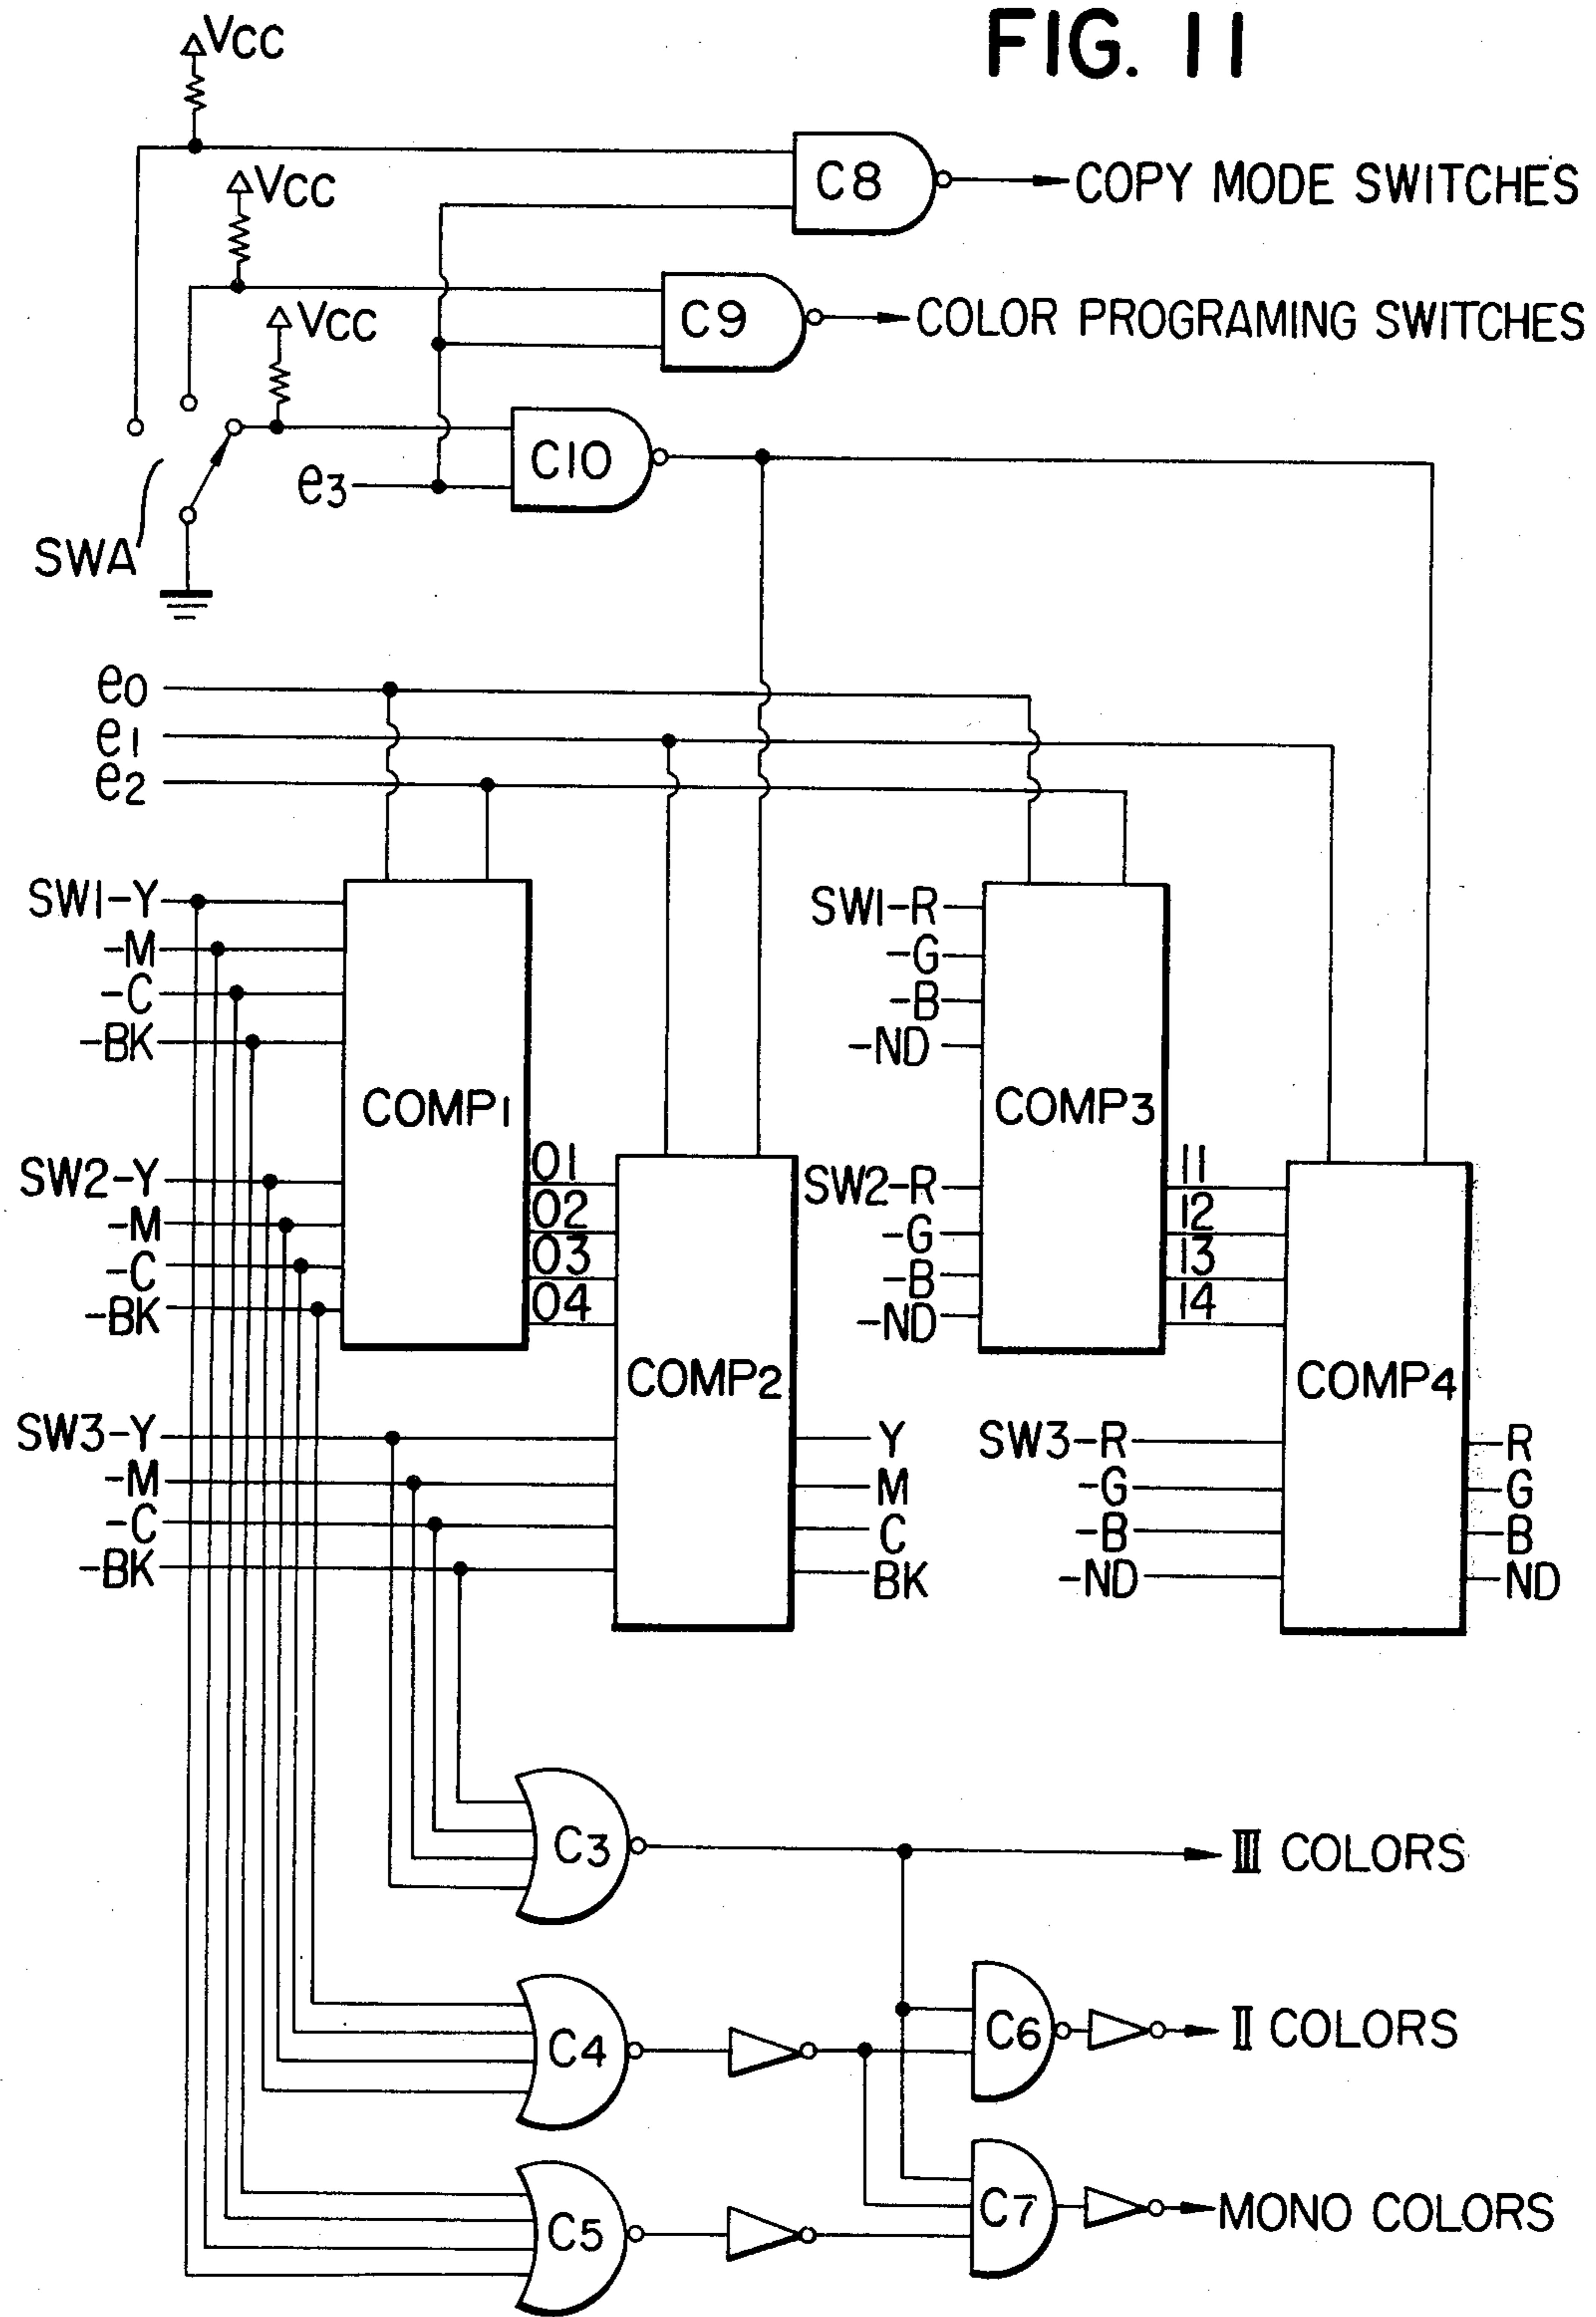 FIG. 11
VCC
C8
COPY MODE SWITCHES
VCC
C9
COLOR PROGRAMING SWITCHES
VCC
C10
e3
SWA
e0
e1
e2
SW1-Y
-M
-C
-BK
COMP1
SW2-Y
-M
-C
-BK
01
02
03
04
COMP2
SW3-Y
-M
-C
-BK
Y
M
C
BK
SW1-R
-G
-B
-ND
COMP3
SW2-R
-G
-B
-ND
11
12
13
14
COMP4
SW3-R
-G
-B
-ND
R
G
B
ND
C3
III COLORS
C4
C6
II COLORS
C5
C7
MONO COLORS